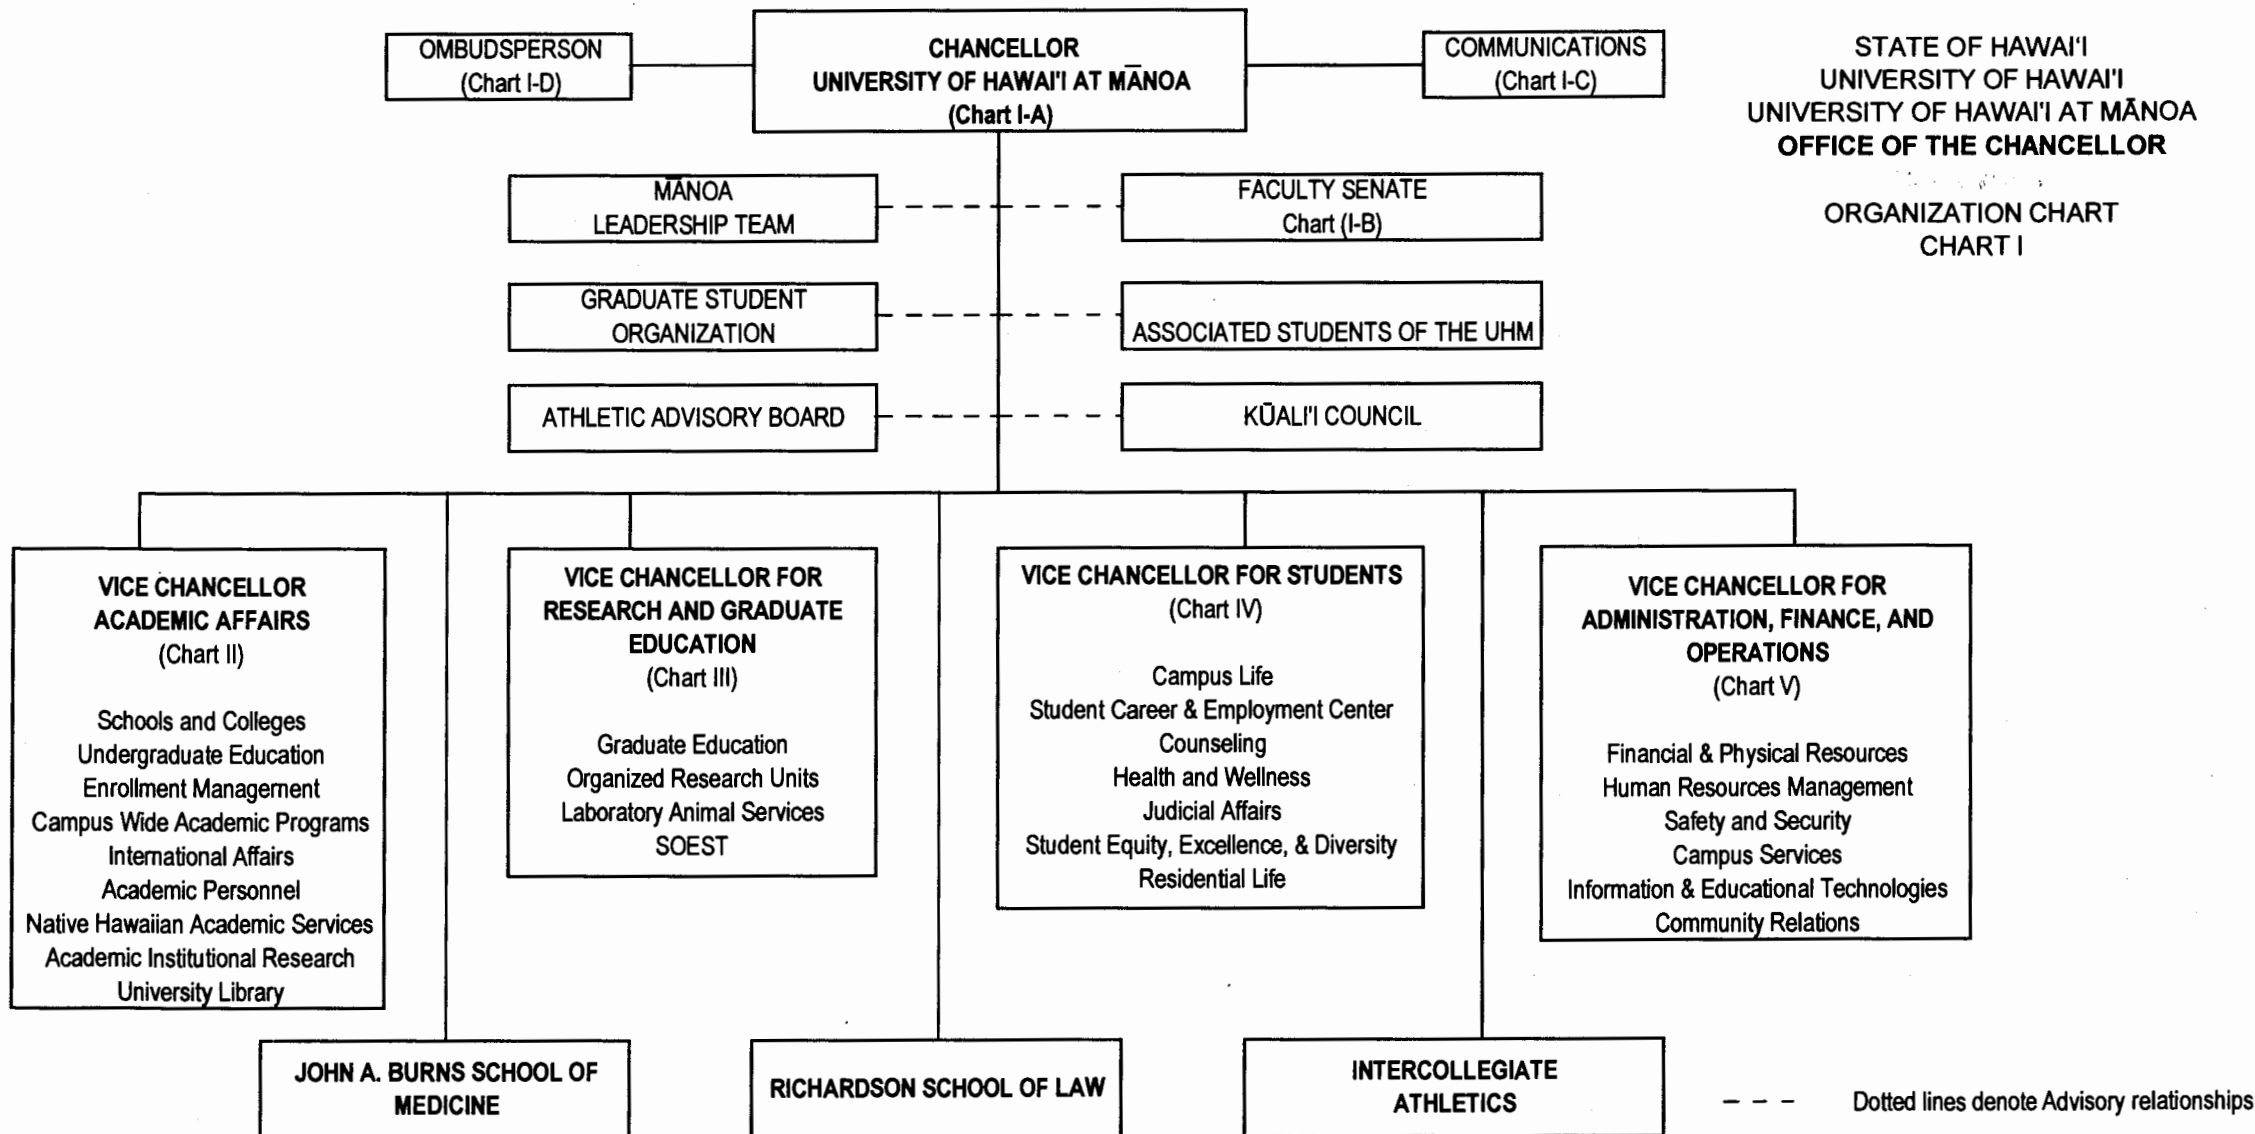 OMBUDSPERSON
(Chart I-D)
CHANCELLOR
UNIVERSITY OF HAWAI'I AT MĀNOA
(Chart I-A)
COMMUNICATIONS
(Chart I-C)
STATE OF HAWAI‘I
UNIVERSITY OF HAWAI'I
UNIVERSITY OF HAWAI'I AT MĀNOA
OFFICE OF THE CHANCELLOR
ORGANIZATION CHART
CHART I
MĀNOA
LEADERSHIP TEAM
FACULTY SENATE
Chart (I-B)
GRADUATE STUDENT
ORGANIZATION
ASSOCIATED STUDENTS OF THE UHM
ATHLETIC ADVISORY BOARD
KŪALI'I COUNCIL
VICE CHANCELLOR
ACADEMIC AFFAIRS
(Chart II)
Schools and Colleges
Undergraduate Education
Enrollment Management
Campus Wide Academic Programs
International Affairs
Academic Personnel
Native Hawaiian Academic Services
Academic Institutional Research
University Library
VICE CHANCELLOR FOR
RESEARCH AND GRADUATE
EDUCATION
(Chart III)
Graduate Education
Organized Research Units
Laboratory Animal Services
SOEST
VICE CHANCELLOR FOR STUDENTS
(Chart IV)
Campus Life
Student Career & Employment Center
Counseling
Health and Wellness
Judicial Affairs
Student Equity, Excellence, & Diversity
Residential Life
VICE CHANCELLOR FOR
ADMINISTRATION, FINANCE, AND
OPERATIONS
(Chart V)
Financial & Physical Resources
Human Resources Management
Safety and Security
Campus Services
Information & Educational Technologies
Community Relations
JOHN A. BURNS SCHOOL OF
MEDICINE
RICHARDSON SCHOOL OF LAW
INTERCOLLEGIATE
ATHLETICS
Dotted lines denote Advisory relationships